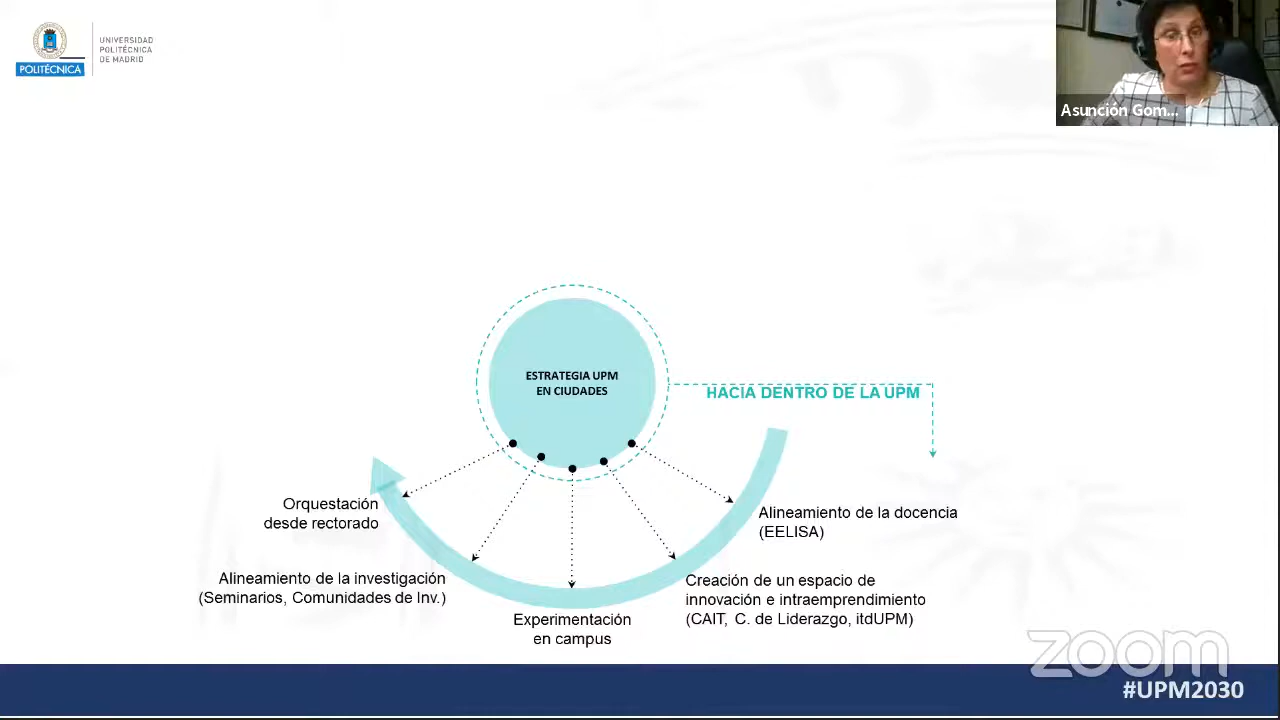 UNIVERSIDAD
POLITÉCNICA
DE MADRID
POLITÉCNICA
Asunción Gom...
ESTRATEGIA UPM
EN CIUDADES
HACIA DENTRO DE LA UPM
Orquestación
desde rectorado
Alineamiento de la docencia
(EELISA)
Alineamiento de la investigación
(Seminarios, Comunidades de Inv.)
Creación de un espacio de
innovación e intraemprendimiento
(CAIT, C. de Liderazgo, itdUPM)
Experimentación
en campus
zoom
#UPM2030